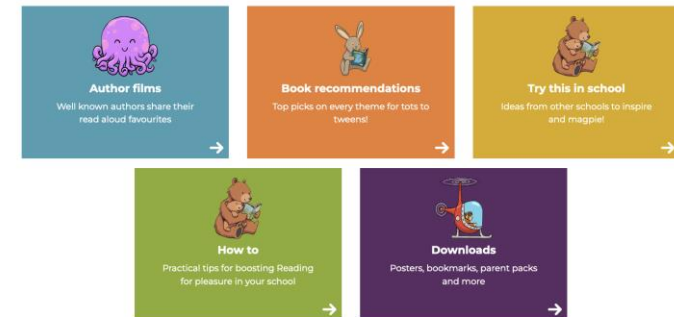 Author films
Well known authors share their
read aloud favourites
Book recommendations
Top picks on every theme for tots to
tweens!
Try this in school
Ideas from other schools to inspire
and magpie!
How to
Practical tips for boosting Reading
for pleasure in your school
Downloads
Posters, bookmarks, parent packs
and more